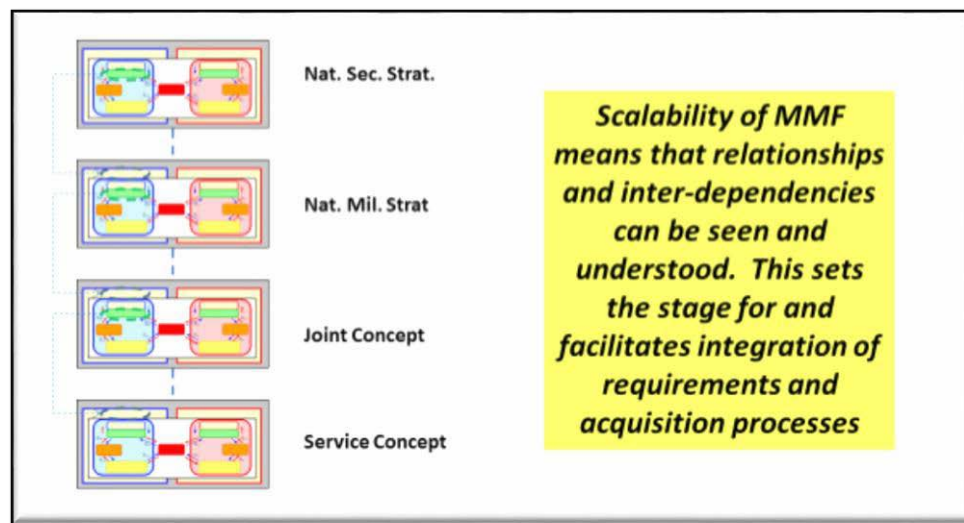 Nat. Sec. Strat.
Nat. Mil. Strat
Joint Concept
Service Concept
Scalability of MMF
means that relationships
and inter-dependencies
can be seen and
understood.  This sets
the stage for and
facilitates integration of
requirements and
acquisition processes